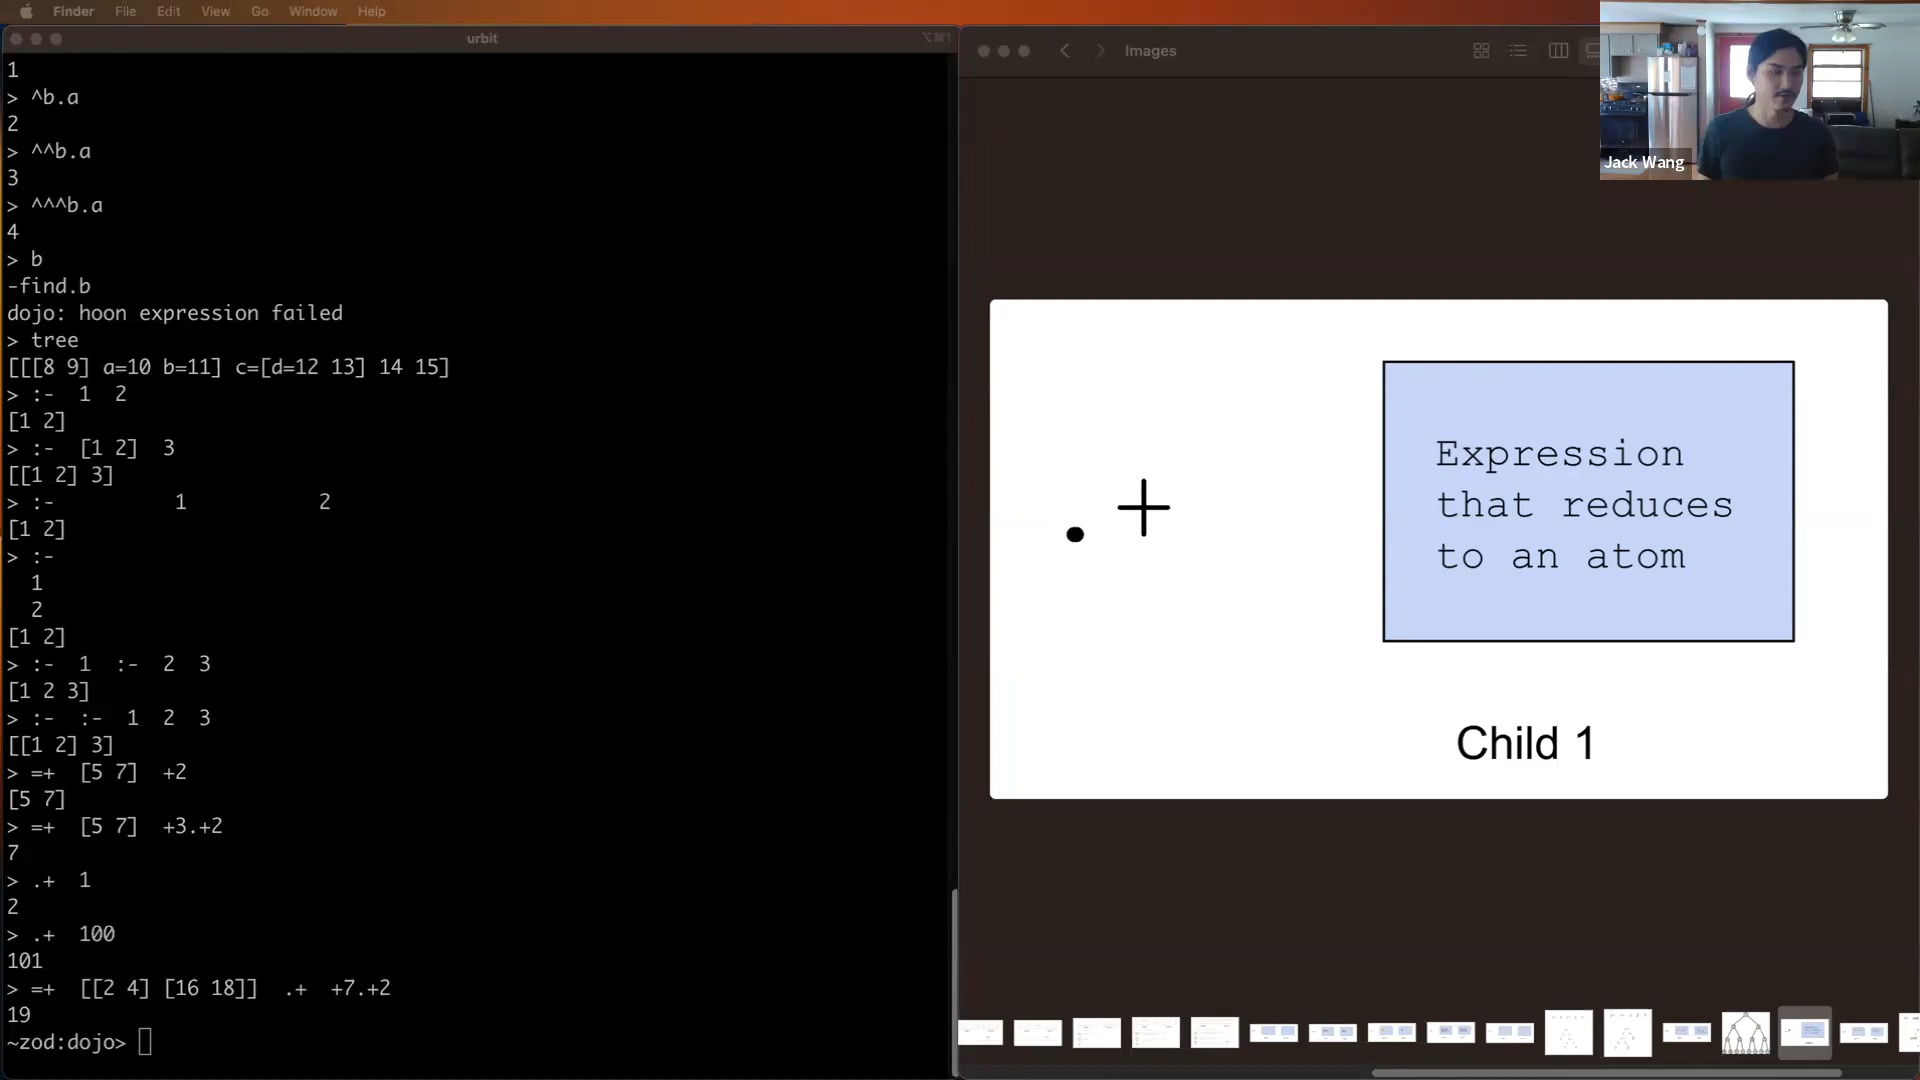 Finder File Edit View Go Window Help
urbit ⌥⌘1
1
> ^b.a
2
> ^^b.a
3
> ^^^b.a
4
> b
-find.b
dojo: hoon expression failed
> tree
[[[8 9] a=10 b=11] c=[d=12 13] 14 15]
> :-  1  2
[1 2]
> :-  [1 2]  3
[[1 2] 3]
> :-          1           2
[1 2]
> :-
  1
  2
[1 2]
> :-  1  :-  2  3
[1 2 3]
> :-  :-  1  2  3
[[1 2] 3]
> =+  [5 7]  +2
[5 7]
> =+  [5 7]  +3.+2
7
> .+  1
2
> .+  100
101
> =+  [[2 4] [16 18]]  .+  +7.+2
19
~zod:dojo>
Images
Jack Wang
. +
Expression
that reduces
to an atom
Child 1